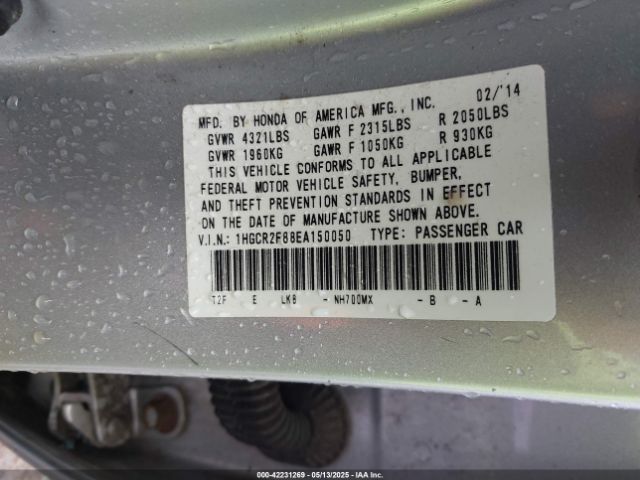 MFD. BY HONDA OF AMERICA MFG., INC. 02/'14
GVWR 4321LBS GAWR F 2315LBS R 2050LBS
GVWR 1960KG GAWR F 1050KG R 930KG
THIS VEHICLE CONFORMS TO ALL APPLICABLE
FEDERAL MOTOR VEHICLE SAFETY, BUMPER,
AND THEFT PREVENTION STANDARDS IN EFFECT
ON THE DATE OF MANUFACTURE SHOWN ABOVE.
V.I.N.: 1HGCR2F88EA150050 TYPE: PASSENGER CAR
T2F E LKB - NH700MX - B - A
000-42231269 - 05/13/2025 - IAAI.COM